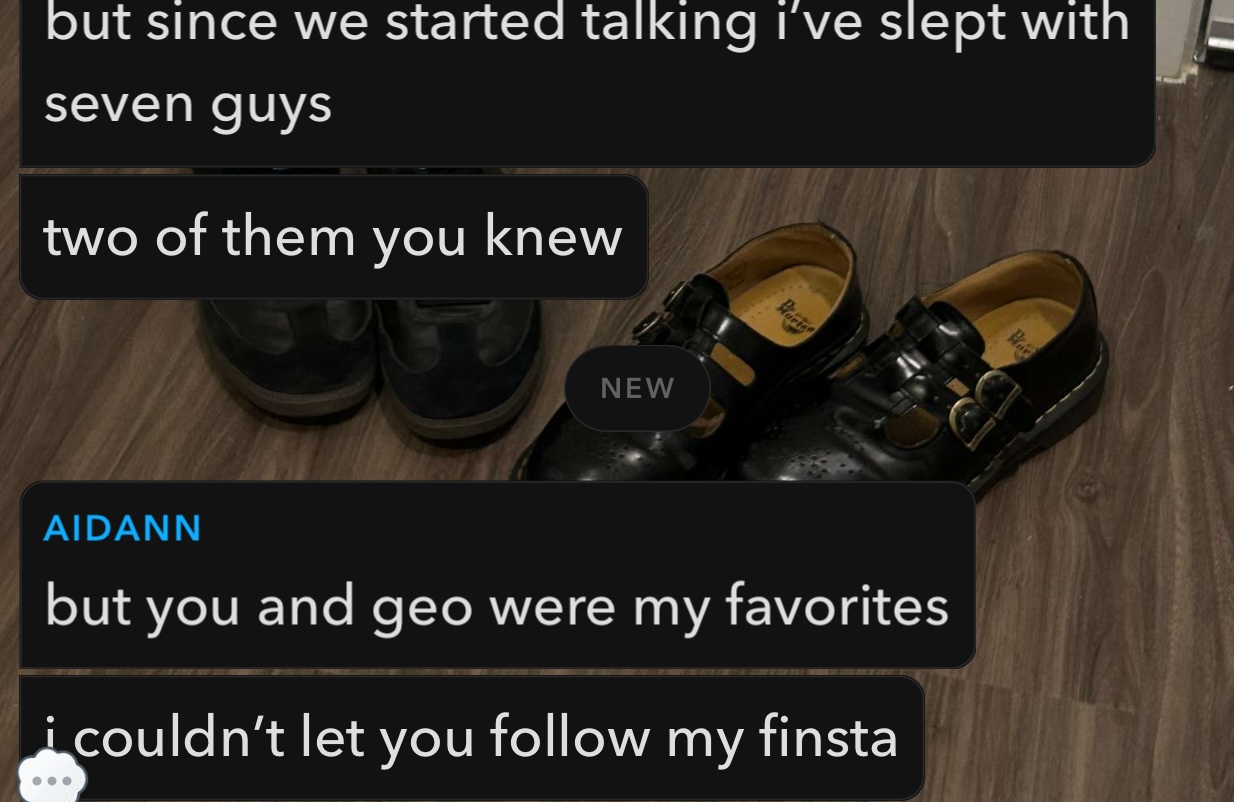 but since we started talking i’ve slept with
seven guys
two of them you knew
NEW
AIDANN
but you and geo were my favorites
i couldn’t let you follow my finsta